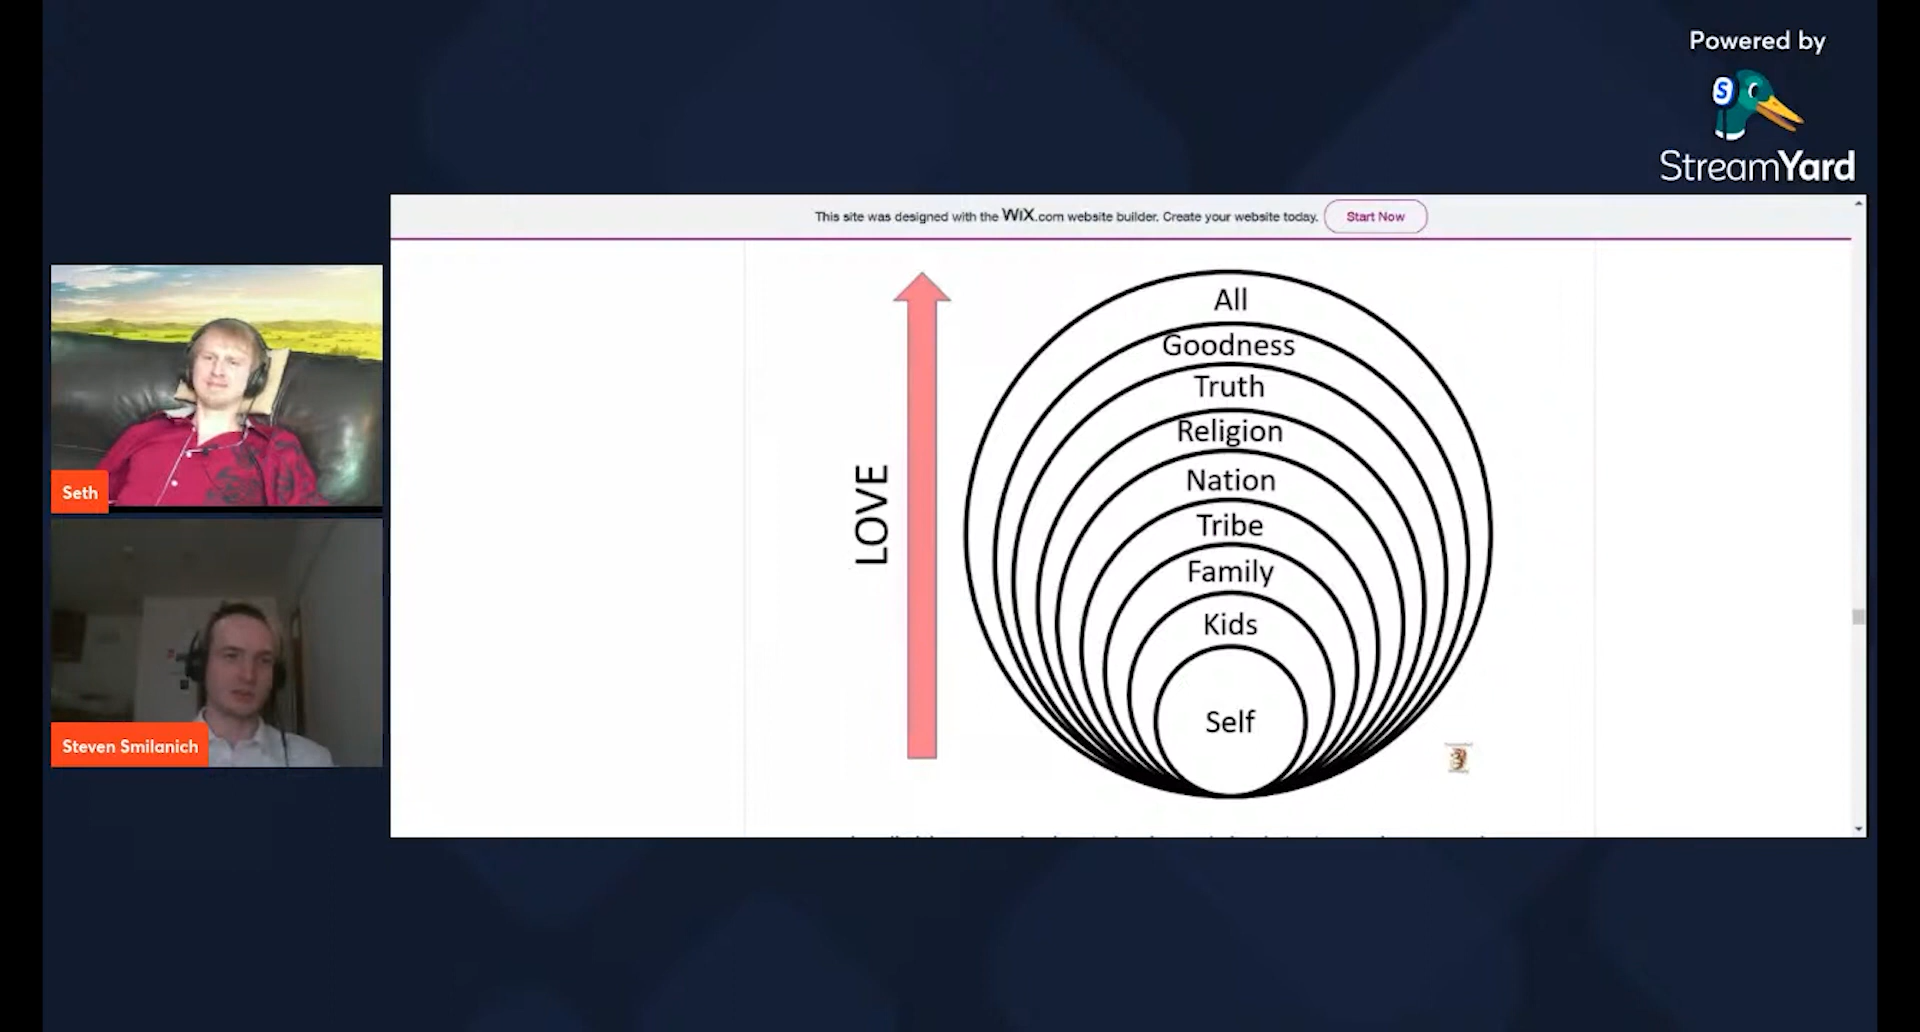 Powered by
S
StreamYard
This site was designed with the WiX.com website builder. Create your website today.
Start Now
All
Goodness
Truth
Religion
Nation
Tribe
Family
Kids
Self
LOVE
Seth
Steven Smilanich